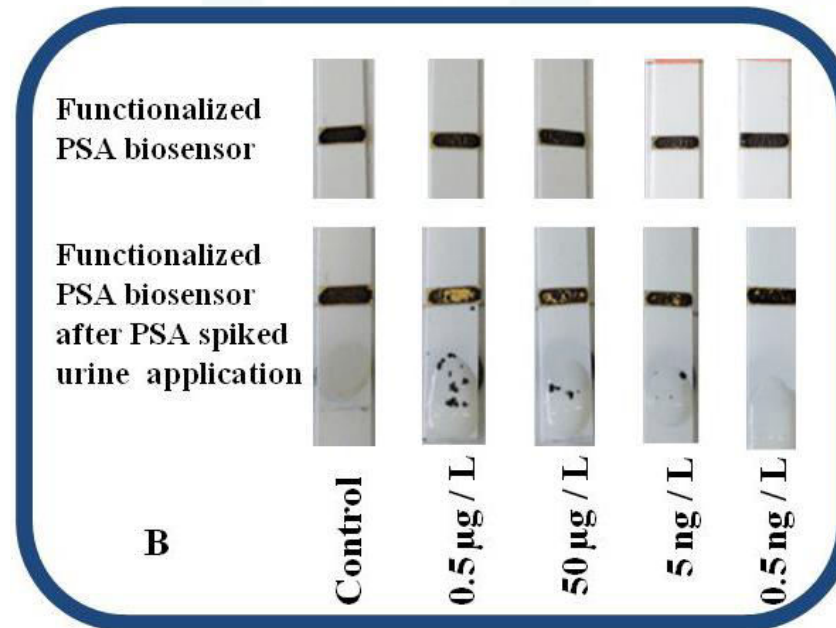 Functionalized
PSA biosensor
Functionalized
PSA biosensor
after PSA spiked
urine application
B
Control
0.5 µg / L
50 µg / L
5 ng / L
0.5 ng / L